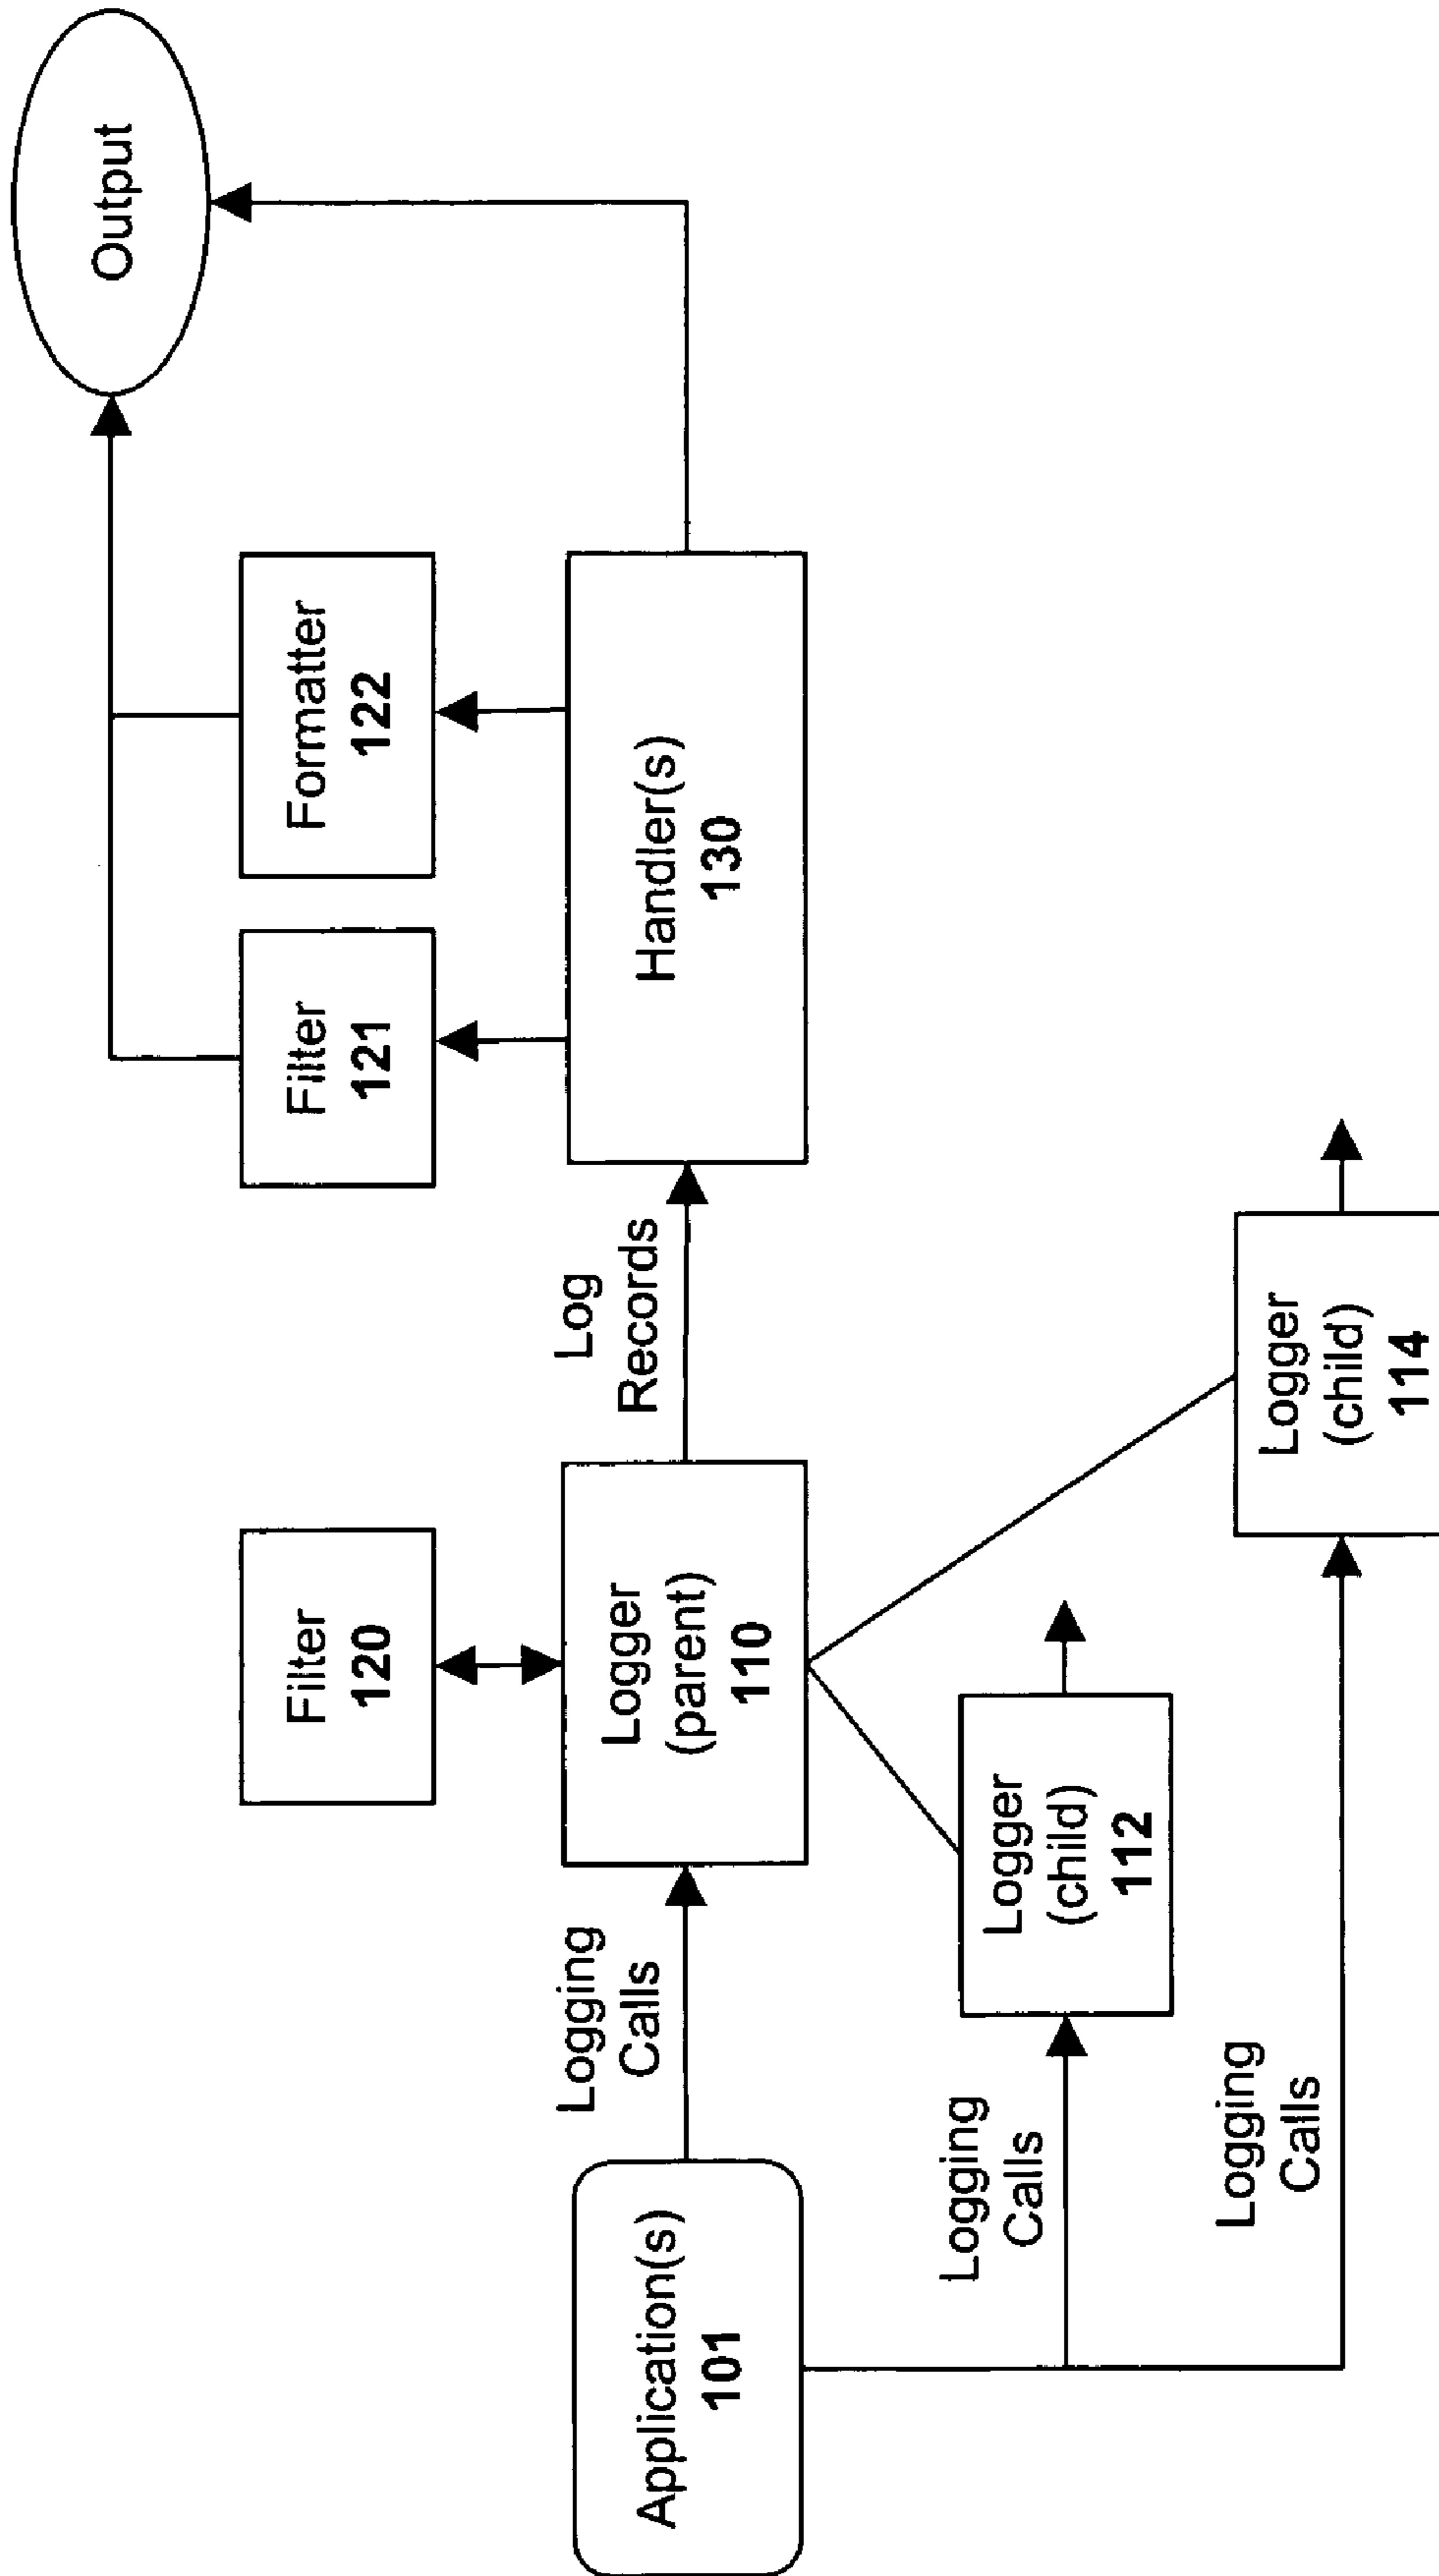 Output
Filter
120
Filter
121
Formatter
122
Application(s)
101
Logging
Calls
Logger
(parent)
110
Log
Records
Handler(s)
130
Logging
Calls
Logger
(child)
112
Logging
Calls
Logger
(child)
114